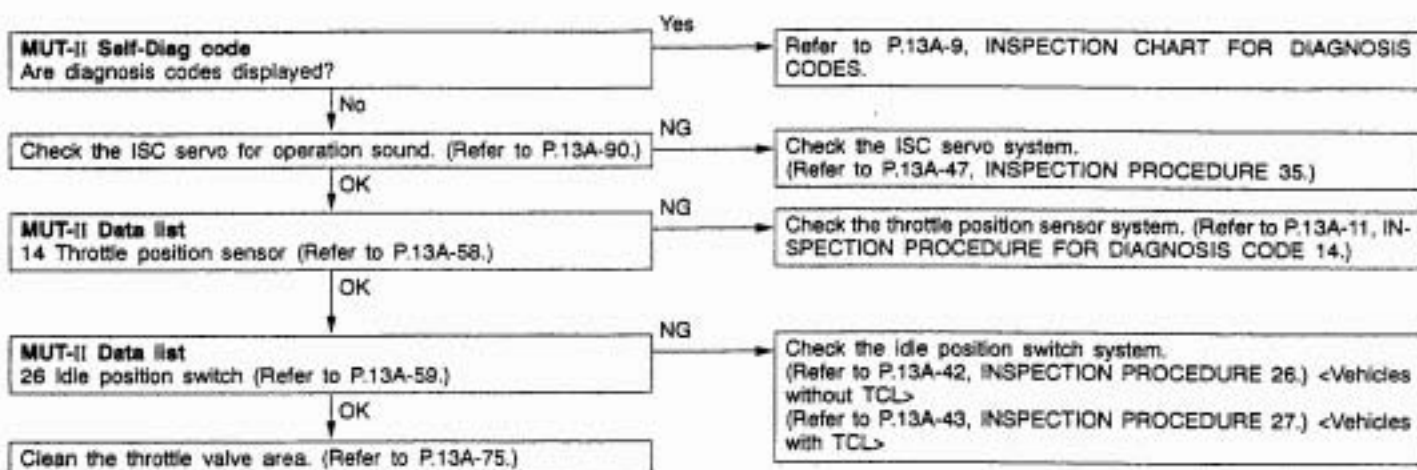 Yes
MUT-II Self-Diag code
Are diagnosis codes displayed?
Refer to P.13A-9, INSPECTION CHART FOR DIAGNOSIS
CODES.
No
NG
Check the ISC servo for operation sound. (Refer to P.13A-90.)
Check the ISC servo system.
(Refer to P.13A-47, INSPECTION PROCEDURE 35.)
OK
NG
MUT-II Data list
14 Throttle position sensor (Refer to P.13A-58.)
Check the throttle position sensor system. (Refer to P.13A-11, IN-
SPECTION PROCEDURE FOR DIAGNOSIS CODE 14.)
OK
NG
MUT-II Data list
26 Idle position switch (Refer to P.13A-59.)
Check the idle position switch system.
(Refer to P.13A-42, INSPECTION PROCEDURE 26.) <Vehicles
without TCL>
(Refer to P.13A-43, INSPECTION PROCEDURE 27.) <Vehicles
with TCL>
OK
Clean the throttle valve area. (Refer to P.13A-75.)